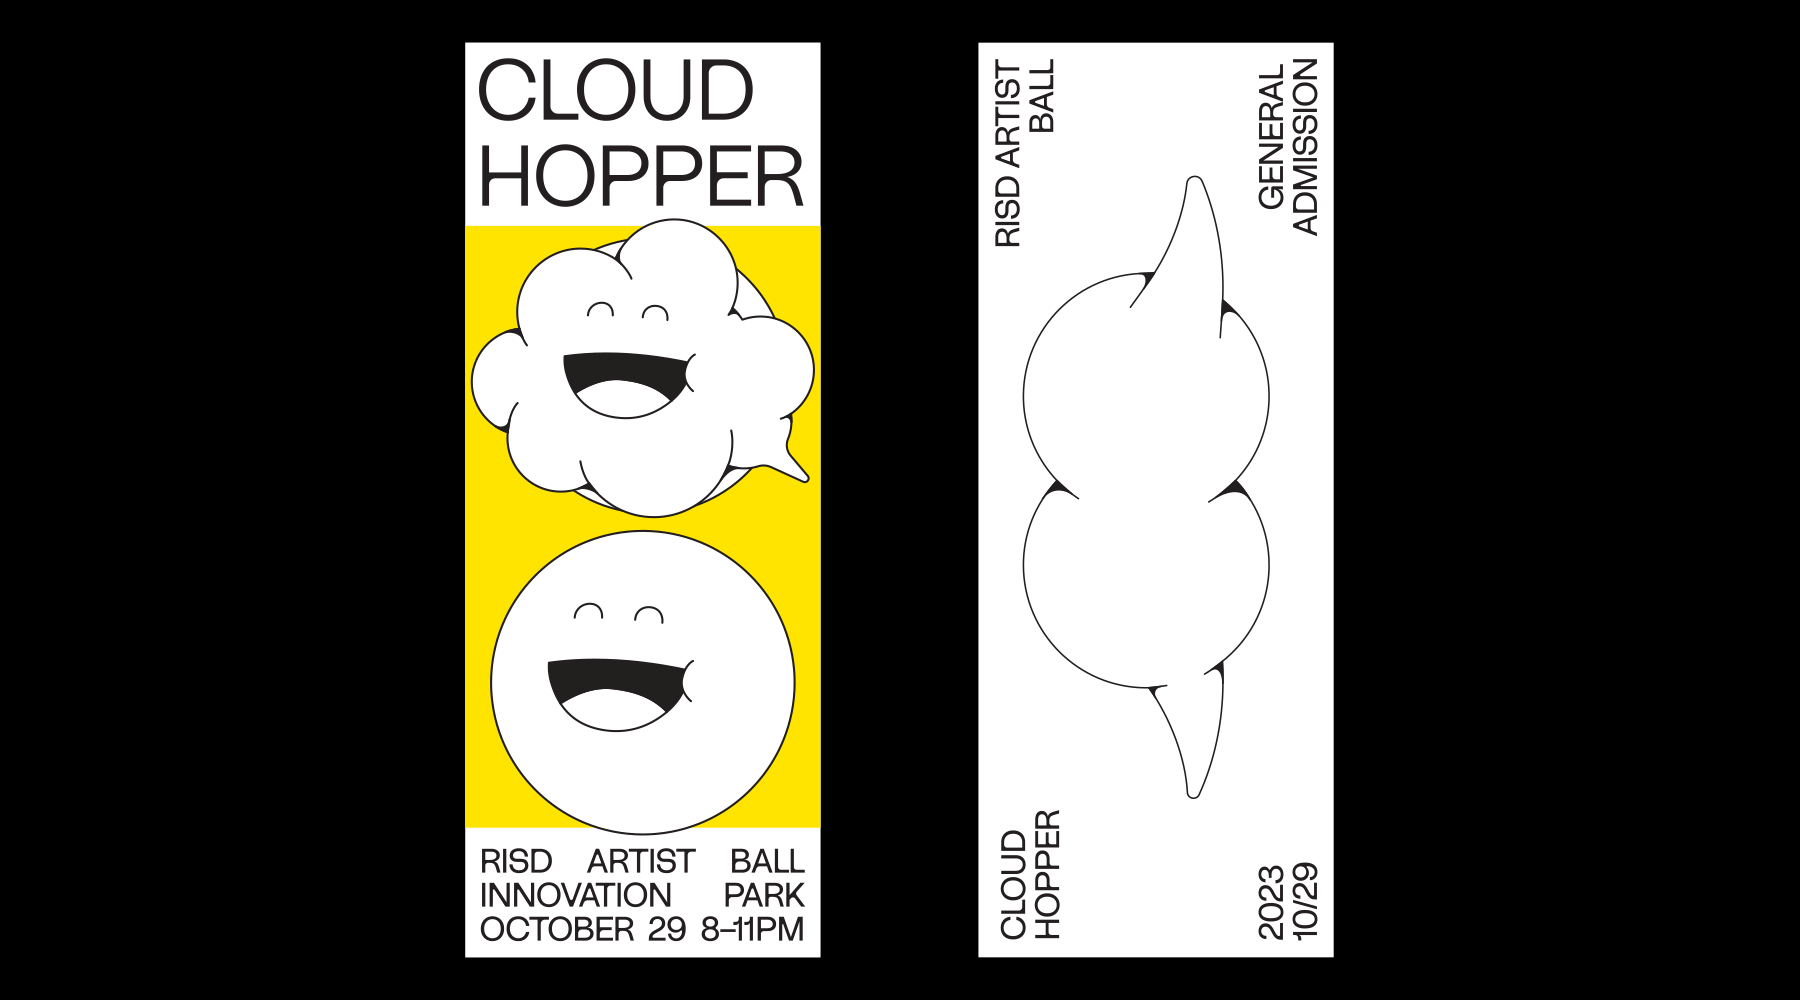 CLOUD
HOPPER
RISD ARTIST BALL
INNOVATION PARK
OCTOBER 29 8–11PM
RISD ARTIST
BALL
GENERAL
ADMISSION
CLOUD
HOPPER
2023
10/29